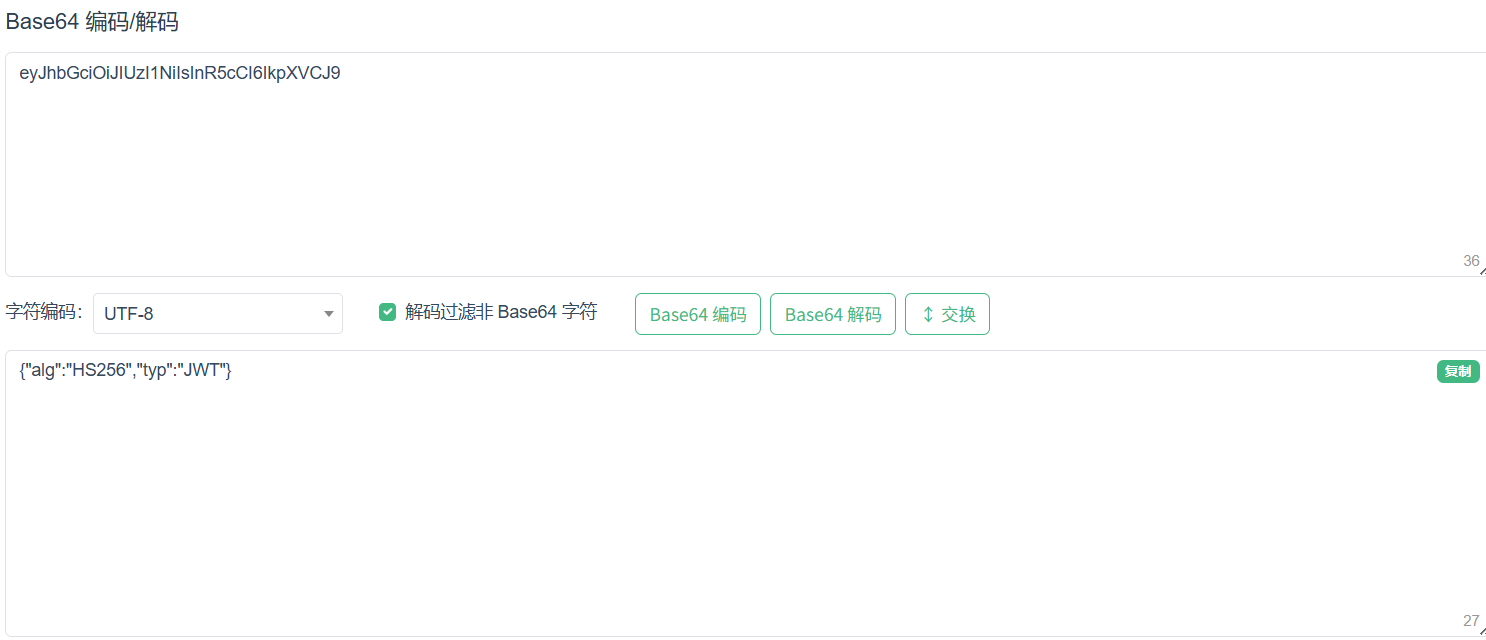 Base64 编码/解码
eyJhbGciOiJIUzI1NiIsInR5cCI6IkpXVCJ9
36
字符编码： UTF-8 解码过滤非 Base64 字符 Base64 编码 Base64 解码 ↕ 交换
{"alg":"HS256","typ":"JWT"} 复制
27